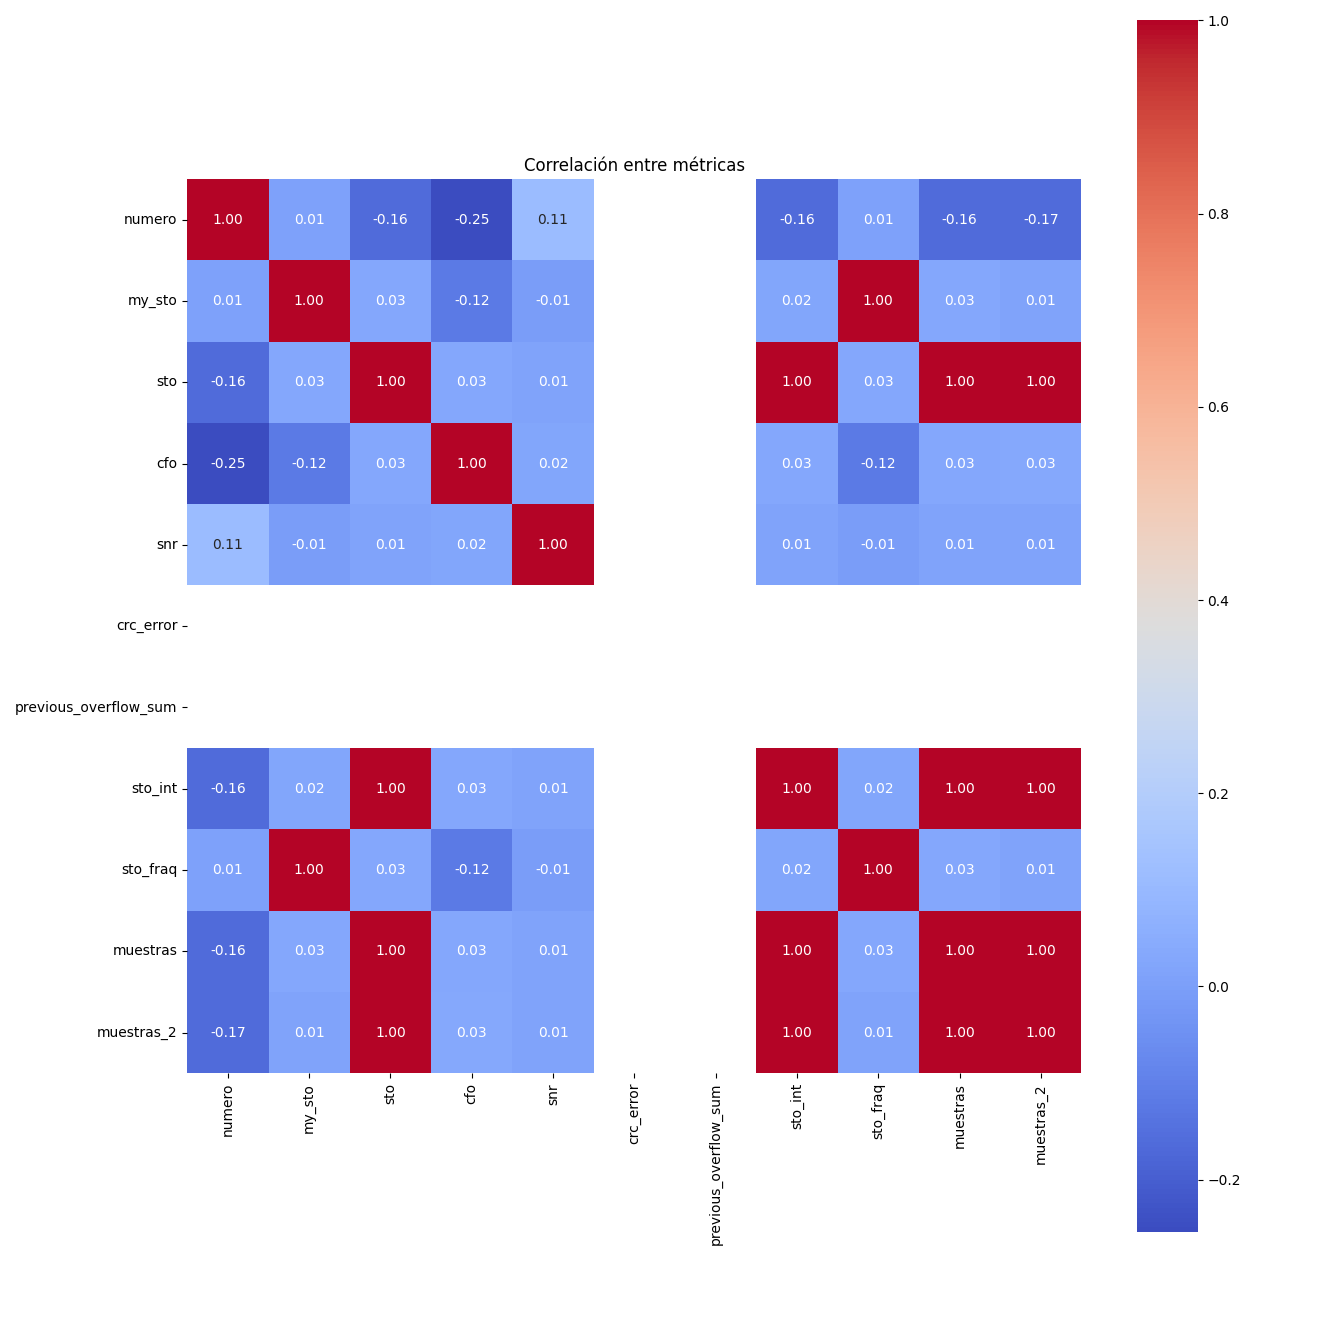 Correlación entre métricas
numero 1.00 0.01 -0.16 -0.25 0.11 -0.16 0.01 -0.16 -0.17
my_sto 0.01 1.00 0.03 -0.12 -0.01 0.02 1.00 0.03 0.01
sto -0.16 0.03 1.00 0.03 0.01 1.00 0.03 1.00 1.00
cfo -0.25 -0.12 0.03 1.00 0.02 0.03 -0.12 0.03 0.03
snr 0.11 -0.01 0.01 0.02 1.00 0.01 -0.01 0.01 0.01
crc_error
previous_overflow_sum
sto_int -0.16 0.02 1.00 0.03 0.01 1.00 0.02 1.00 1.00
sto_fraq 0.01 1.00 0.03 -0.12 -0.01 0.02 1.00 0.03 0.01
muestras -0.16 0.03 1.00 0.03 0.01 1.00 0.03 1.00 1.00
muestras_2 -0.17 0.01 1.00 0.03 0.01 1.00 0.01 1.00 1.00
numero
my_sto
sto
cfo
snr
crc_error
previous_overflow_sum
sto_int
sto_fraq
muestras
muestras_2
1.0
0.8
0.6
0.4
0.2
0.0
−0.2